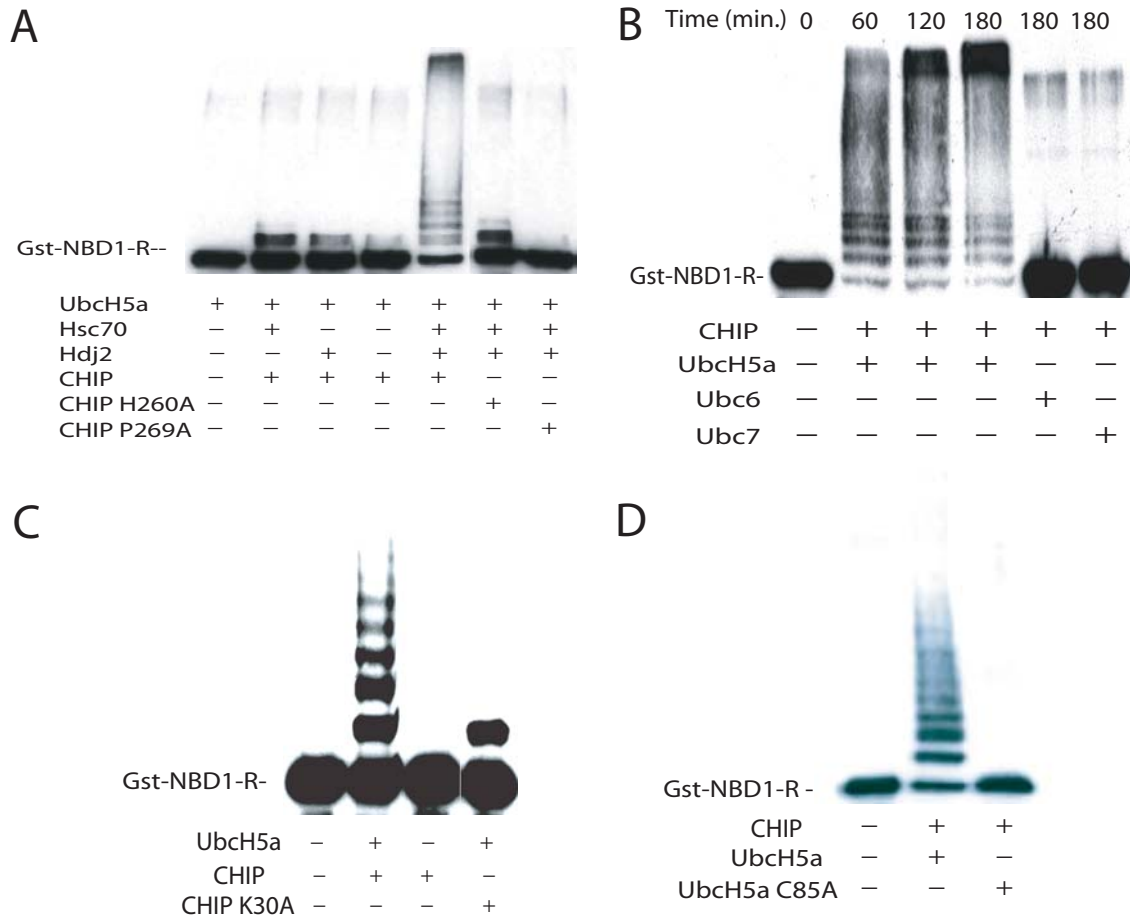 A
Gst-NBD1-R--
UbcH5a + + + + + + +
Hsc70 – + – – + + +
Hdj2 – – + – + + +
CHIP – + + + + – –
CHIP H260A – – – – – + –
CHIP P269A – – – – – – +
B
Time (min.) 0 60 120 180 180 180
Gst-NBD1-R-
CHIP – + + + + +
UbcH5a – + + + – –
Ubc6 – – – – + –
Ubc7 – – – – – +
C
Gst-NBD1-R-
UbcH5a – + – +
CHIP – + + –
CHIP K30A – – – +
D
Gst-NBD1-R -
CHIP – + +
UbcH5a – + –
UbcH5a C85A – – +